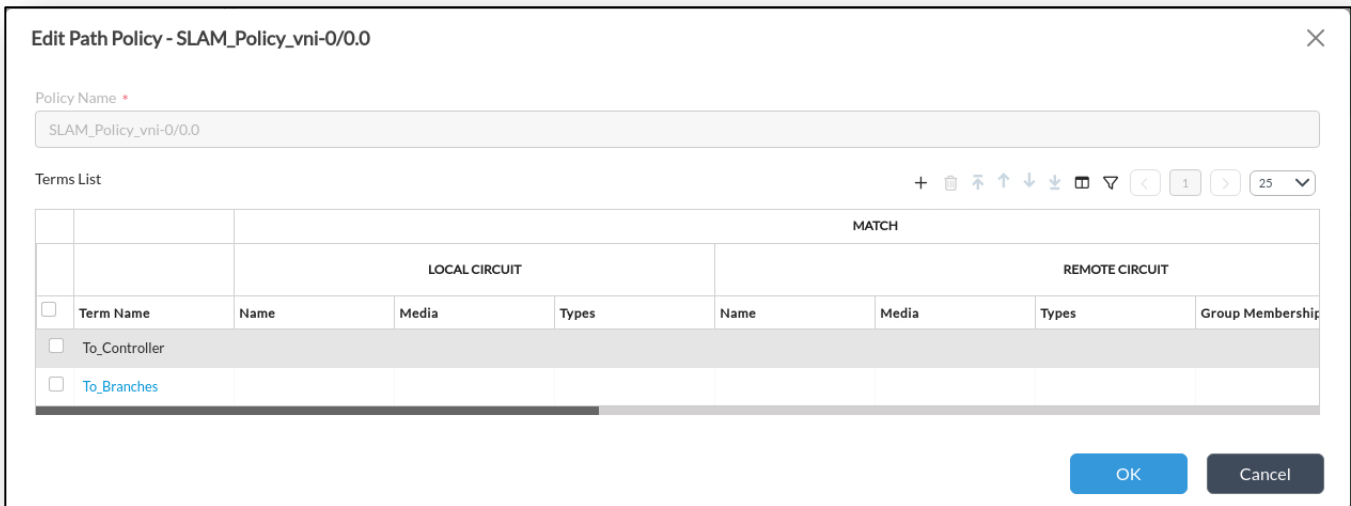 Edit Path Policy - SLAM_Policy_vni-0/0.0
Policy Name *
SLAM_Policy_vni-0/0.0
Terms List
1
25
MATCH
LOCAL CIRCUIT REMOTE CIRCUIT
Term Name Name Media Types Name Media Types Group Membership
To_Controller
To_Branches
OK Cancel